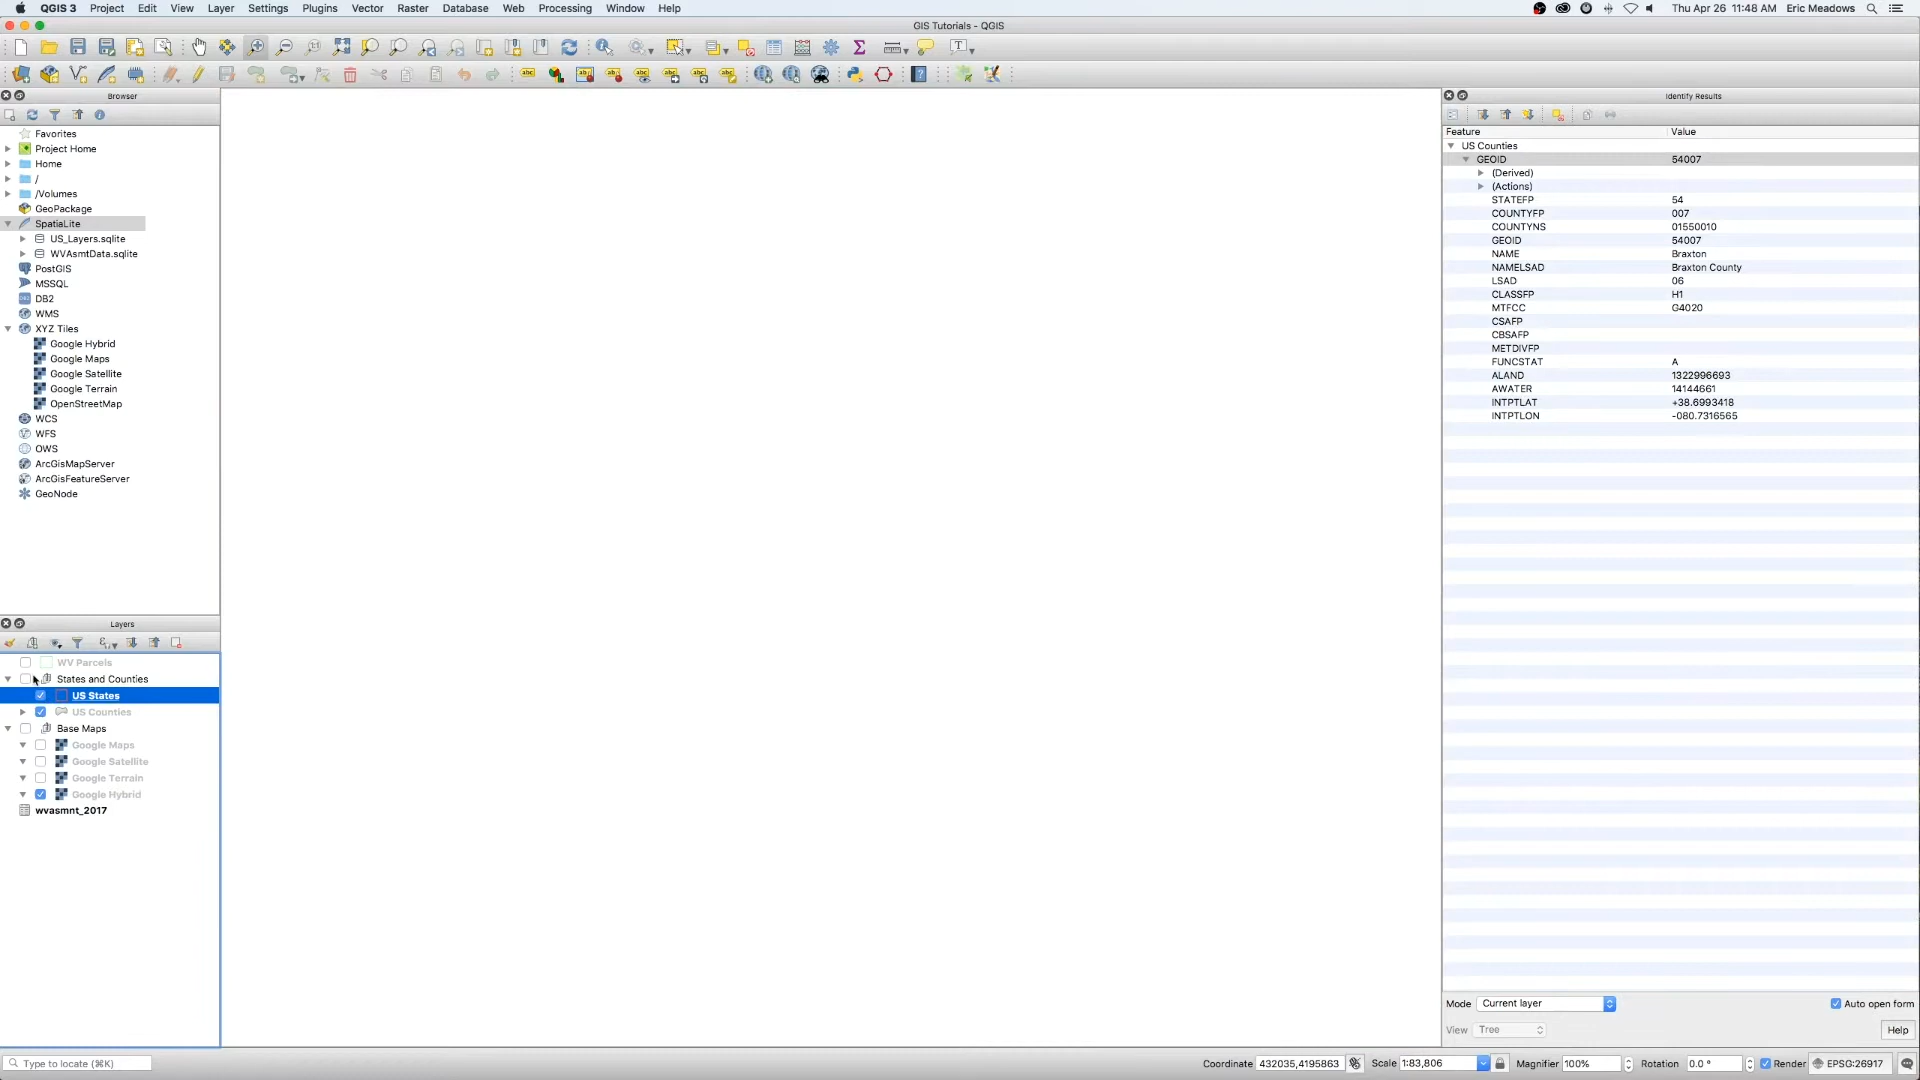 QGIS 3 Project Edit View Layer Settings Plugins Vector Raster Database Web Processing Window Help Thu Apr 26 11:48 AM Eric Meadows
GIS Tutorials - QGIS
Browser
Favorites
Project Home
Home
/
/Volumes
GeoPackage
SpatiaLite
US_Layers.sqlite
WVAsmtData.sqlite
PostGIS
MSSQL
DB2
WMS
XYZ Tiles
Google Hybrid
Google Maps
Google Satellite
Google Terrain
OpenStreetMap
WCS
WFS
OWS
ArcGisMapServer
ArcGisFeatureServer
GeoNode
Layers
WV Parcels
States and Counties
US States
US Counties
Base Maps
Google Maps
Google Satellite
Google Terrain
Google Hybrid
wvasmnt_2017
Identify Results
Feature Value
US Counties
GEOID 54007
(Derived)
(Actions)
STATEFP 54
COUNTYFP 007
COUNTYNS 01550010
GEOID 54007
NAME Braxton
NAMELSAD Braxton County
LSAD 06
CLASSFP H1
MTFCC G4020
CSAFP
CBSAFP
METDIVFP
FUNCSTAT A
ALAND 1322996693
AWATER 14144661
INTPTLAT +38.6993418
INTPTLON -080.7316565
Mode Current layer Auto open form
View Tree Help
Type to locate (⌘K) Coordinate 432035,4195863 Scale 1:83,806 Magnifier 100% Rotation 0.0 ° Render EPSG:26917